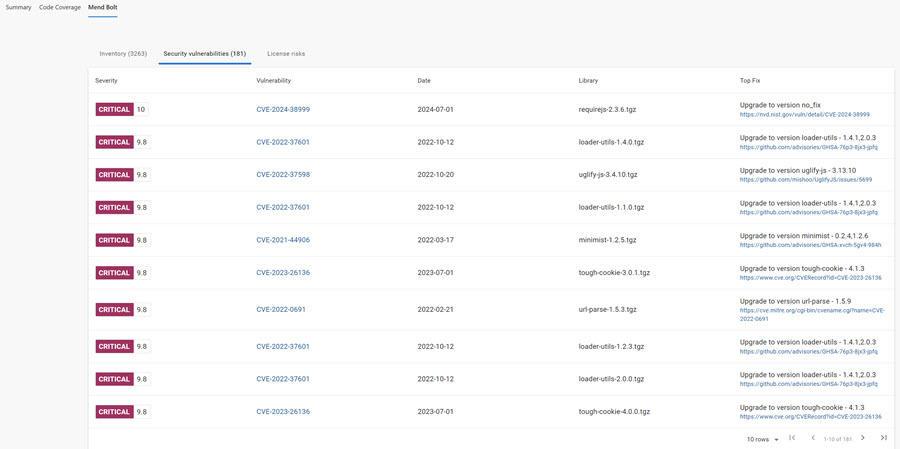 Summary Code Coverage Mend Bolt
Inventory (3263) Security vulnerabilities (181) License risks
Severity Vulnerability Date Library Top Fix
CRITICAL 10 CVE-2024-38999 2024-07-01 requirejs-2.3.6.tgz Upgrade to version no_fix
https://nvd.nist.gov/vuln/detail/CVE-2024-38999
CRITICAL 9.8 CVE-2022-37601 2022-10-12 loader-utils-1.4.0.tgz Upgrade to version loader-utils - 1.4.1,2.0.3
https://github.com/advisories/GHSA-76p3-8jx3-jpfq
CRITICAL 9.8 CVE-2022-37598 2022-10-20 uglify-js-3.4.10.tgz Upgrade to version uglify-js - 3.13.10
https://github.com/mishoo/UglifyJS/issues/5699
CRITICAL 9.8 CVE-2022-37601 2022-10-12 loader-utils-1.1.0.tgz Upgrade to version loader-utils - 1.4.1,2.0.3
https://github.com/advisories/GHSA-76p3-8jx3-jpfq
CRITICAL 9.8 CVE-2021-44906 2022-03-17 minimist-1.2.5.tgz Upgrade to version minimist - 0.2.4,1.2.6
https://github.com/advisories/GHSA-xvch-5gv4-984h
CRITICAL 9.8 CVE-2023-26136 2023-07-01 tough-cookie-3.0.1.tgz Upgrade to version tough-cookie - 4.1.3
https://www.cve.org/CVERecord?id=CVE-2023-26136
CRITICAL 9.8 CVE-2022-0691 2022-02-21 url-parse-1.5.3.tgz Upgrade to version url-parse - 1.5.9
https://cve.mitre.org/cgi-bin/cvename.cgi?name=CVE-
2022-0691
CRITICAL 9.8 CVE-2022-37601 2022-10-12 loader-utils-1.2.3.tgz Upgrade to version loader-utils - 1.4.1,2.0.3
https://github.com/advisories/GHSA-76p3-8jx3-jpfq
CRITICAL 9.8 CVE-2022-37601 2022-10-12 loader-utils-2.0.0.tgz Upgrade to version loader-utils - 1.4.1,2.0.3
https://github.com/advisories/GHSA-76p3-8jx3-jpfq
CRITICAL 9.8 CVE-2023-26136 2023-07-01 tough-cookie-4.0.0.tgz Upgrade to version tough-cookie - 4.1.3
https://www.cve.org/CVERecord?id=CVE-2023-26136
10 rows 1-10 of 181